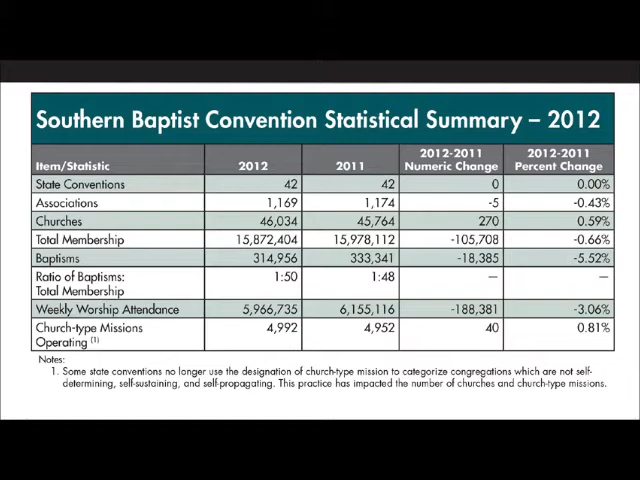 Southern Baptist Convention Statistical Summary – 2012
Item/Statistic 2012 2011 2012-2011 Numeric Change 2012-2011 Percent Change
State Conventions 42 42 0 0.00%
Associations 1,169 1,174 -5 -0.43%
Churches 46,034 45,764 270 0.59%
Total Membership 15,872,404 15,978,112 -105,708 -0.66%
Baptisms 314,956 333,341 -18,385 -5.52%
Ratio of Baptisms: Total Membership 1:50 1:48 — —
Weekly Worship Attendance 5,966,735 6,155,116 -188,381 -3.06%
Church-type Missions Operating (1) 4,992 4,952 40 0.81%
Notes:
1. Some state conventions no longer use the designation of church-type mission to categorize congregations which are not self-
determining, self-sustaining, and self-propagating. This practice has impacted the number of churches and church-type missions.